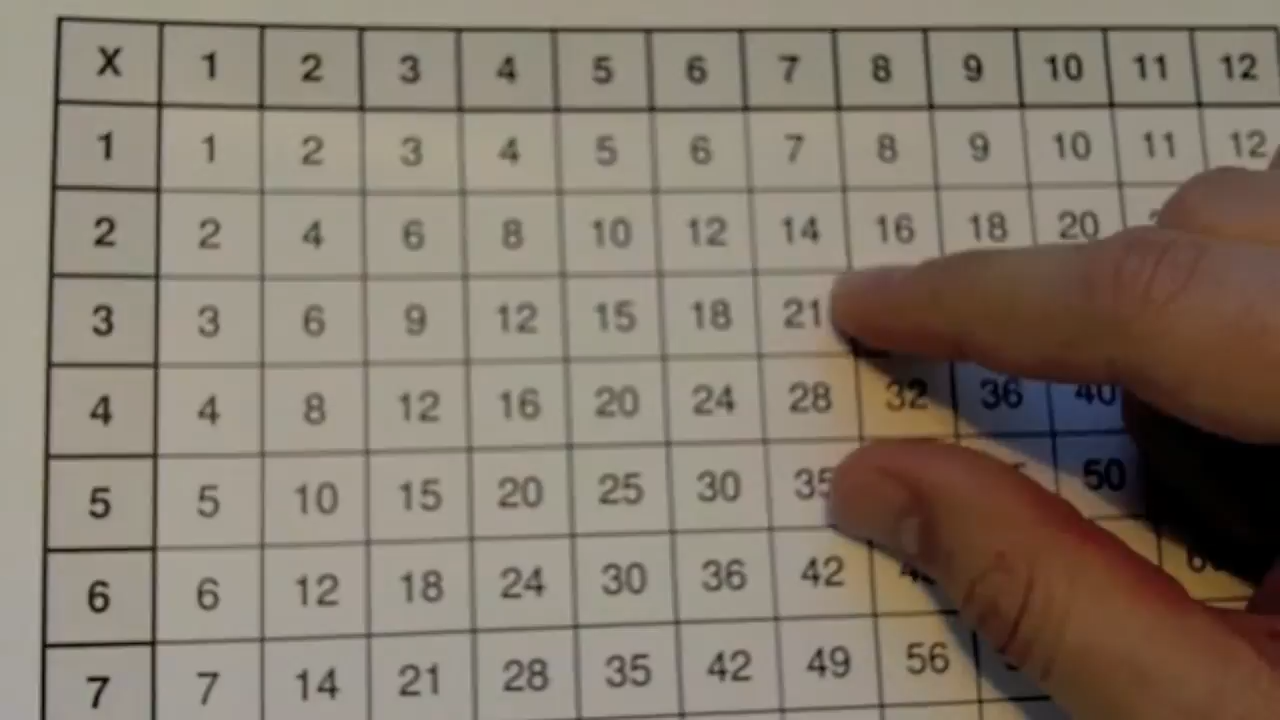 X 1 2 3 4 5 6 7 8 9 10 11 12
1 1 2 3 4 5 6 7 8 9 10 11 12
2 2 4 6 8 10 12 14 16 18 20
3 3 6 9 12 15 18 21
4 4 8 12 16 20 24 28 32 36 40
5 5 10 15 20 25 30 35 50
6 6 12 18 24 30 36 42
7 7 14 21 28 35 42 49 56